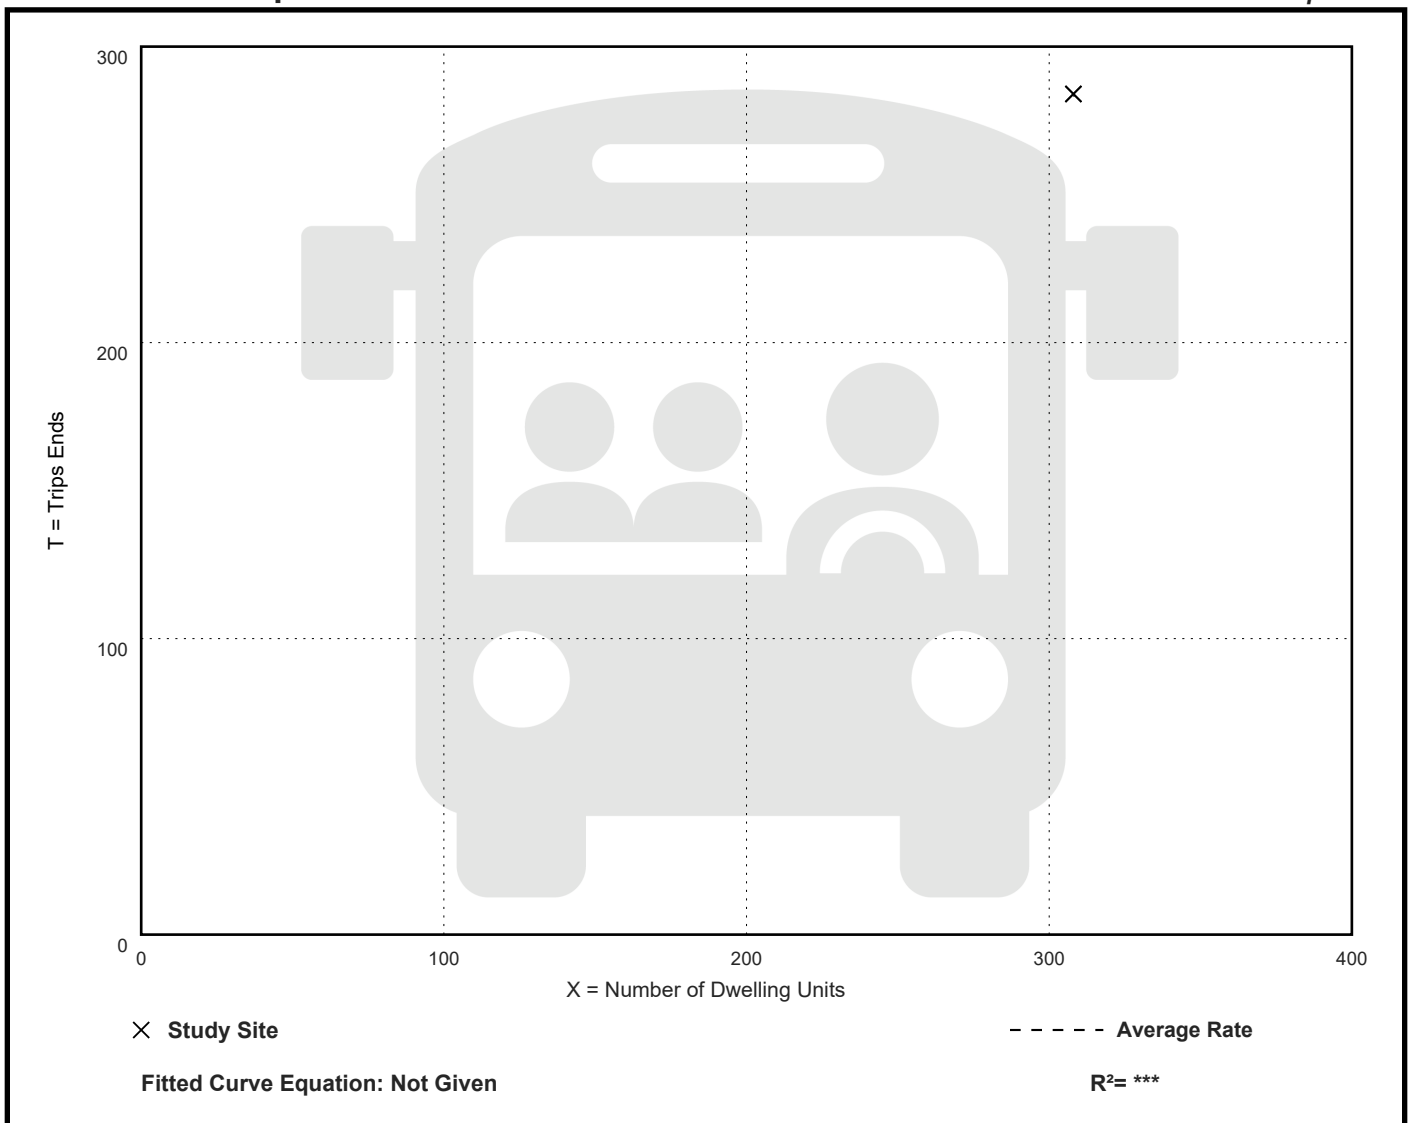 300
200
100
0
T = Trips Ends
0 100 200 300 400
X = Number of Dwelling Units
Study Site
Average Rate
Fitted Curve Equation: Not Given
R²= ***